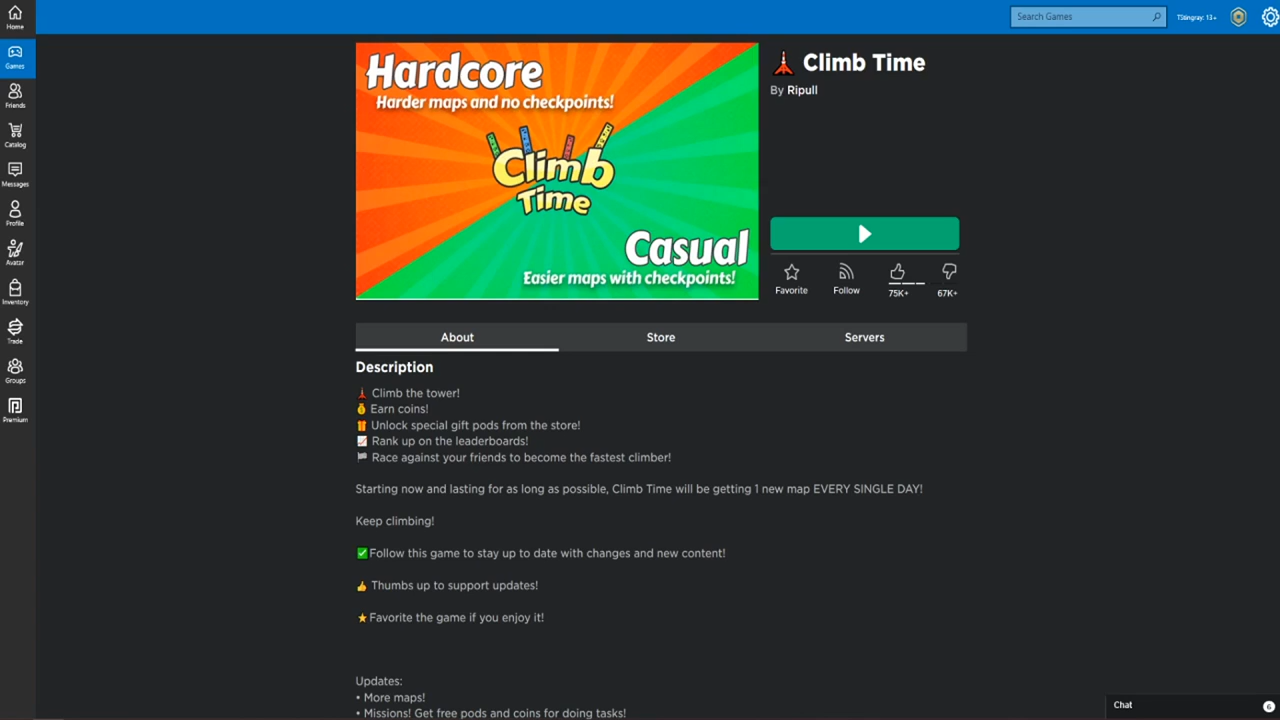 Home
Games
Friends
Catalog
Messages
Profile
Avatar
Inventory
Trade
Groups
Premium
Search Games
TStingray: 13+
Hardcore
Harder maps and no checkpoints!
Climb
Time
Casual
Easier maps with checkpoints!
Climb Time
By Ripull
Favorite
Follow
75K+
67K+
About
Store
Servers
Description
Climb the tower!
Earn coins!
Unlock special gift pods from the store!
Rank up on the leaderboards!
Race against your friends to become the fastest climber!
Starting now and lasting for as long as possible, Climb Time will be getting 1 new map EVERY SINGLE DAY!
Keep climbing!
Follow this game to stay up to date with changes and new content!
Thumbs up to support updates!
Favorite the game if you enjoy it!
Updates:
• More maps!
• Missions! Get free pods and coins for doing tasks!
Chat
6